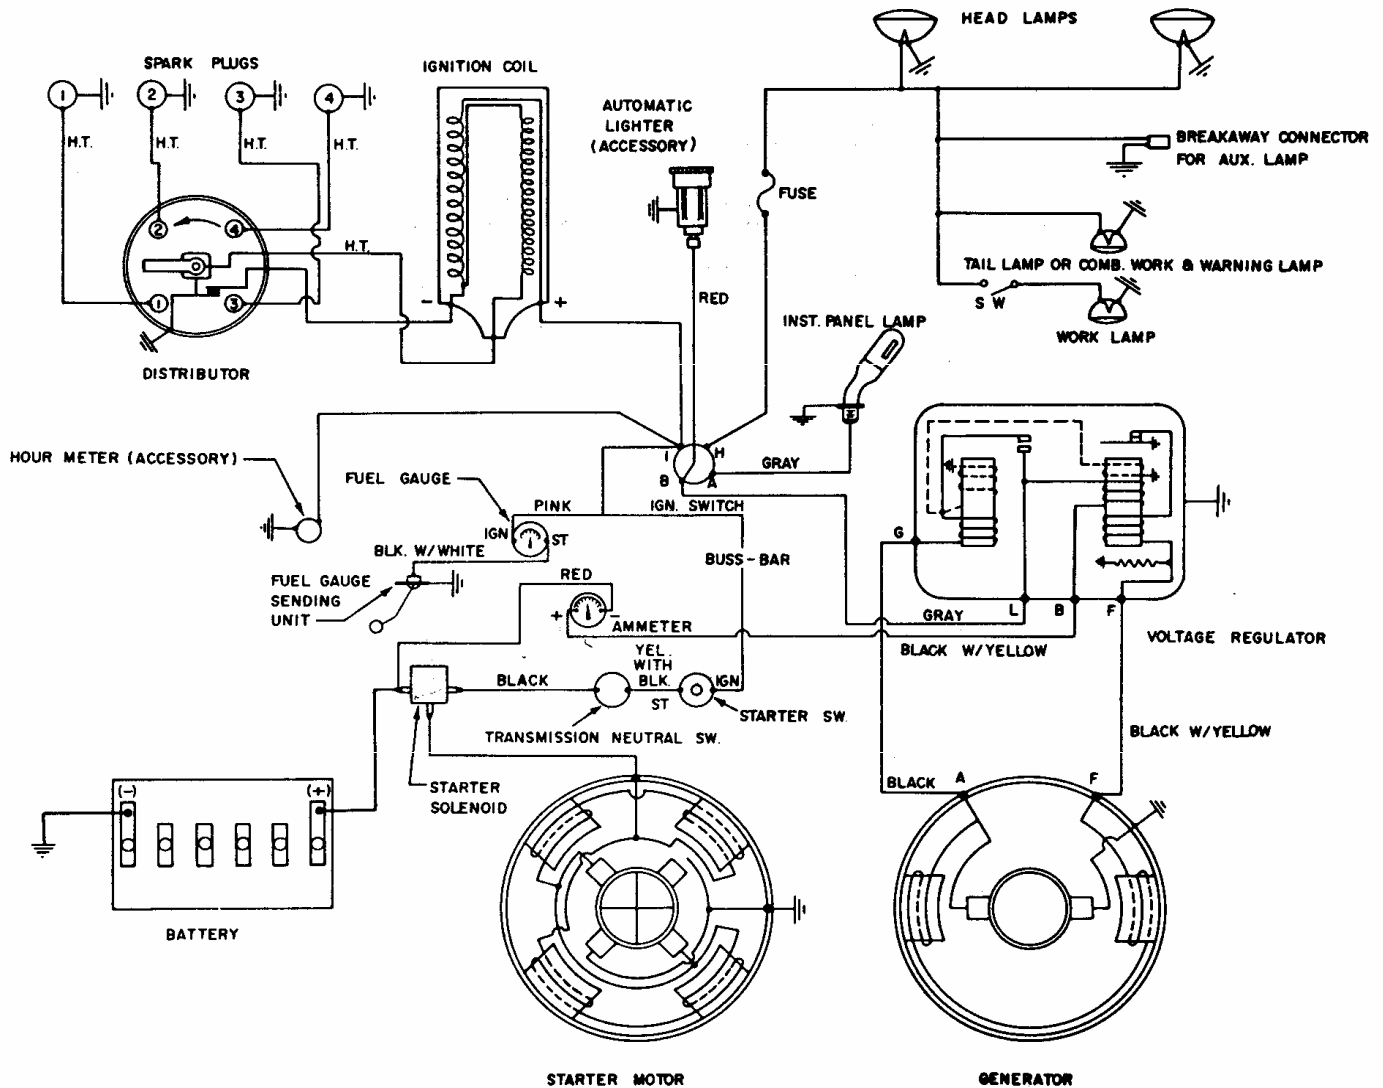 HEAD LAMPS
SPARK PLUGS
IGNITION COIL
1
2
3
4
AUTOMATIC
LIGHTER
(ACCESSORY)
H.T.
H.T.
H.T.
H.T.
BREAKAWAY CONNECTOR
FOR AUX. LAMP
FUSE
2
4
H.T.
TAIL LAMP OR COMB. WORK & WARNING LAMP
1
3
-
+
RED
S W
INST. PANEL LAMP
WORK LAMP
DISTRIBUTOR
HOUR METER (ACCESSORY)
I
H
B
A
GRAY
FUEL GAUGE
PINK
IGN. SWITCH
IGN
ST
G
BLK. W/WHITE
BUSS-BAR
FUEL GAUGE
SENDING
UNIT
RED
+
-
AMMETER
GRAY
L
B
F
VOLTAGE REGULATOR
BLACK W/YELLOW
YEL.
WITH
BLK.
BLACK
ST
IGN
STARTER SW.
TRANSMISSION NEUTRAL SW.
BLACK W/YELLOW
STARTER
SOLENOID
BLACK
A
F
(-)
(+)
BATTERY
STARTER MOTOR
GENERATOR